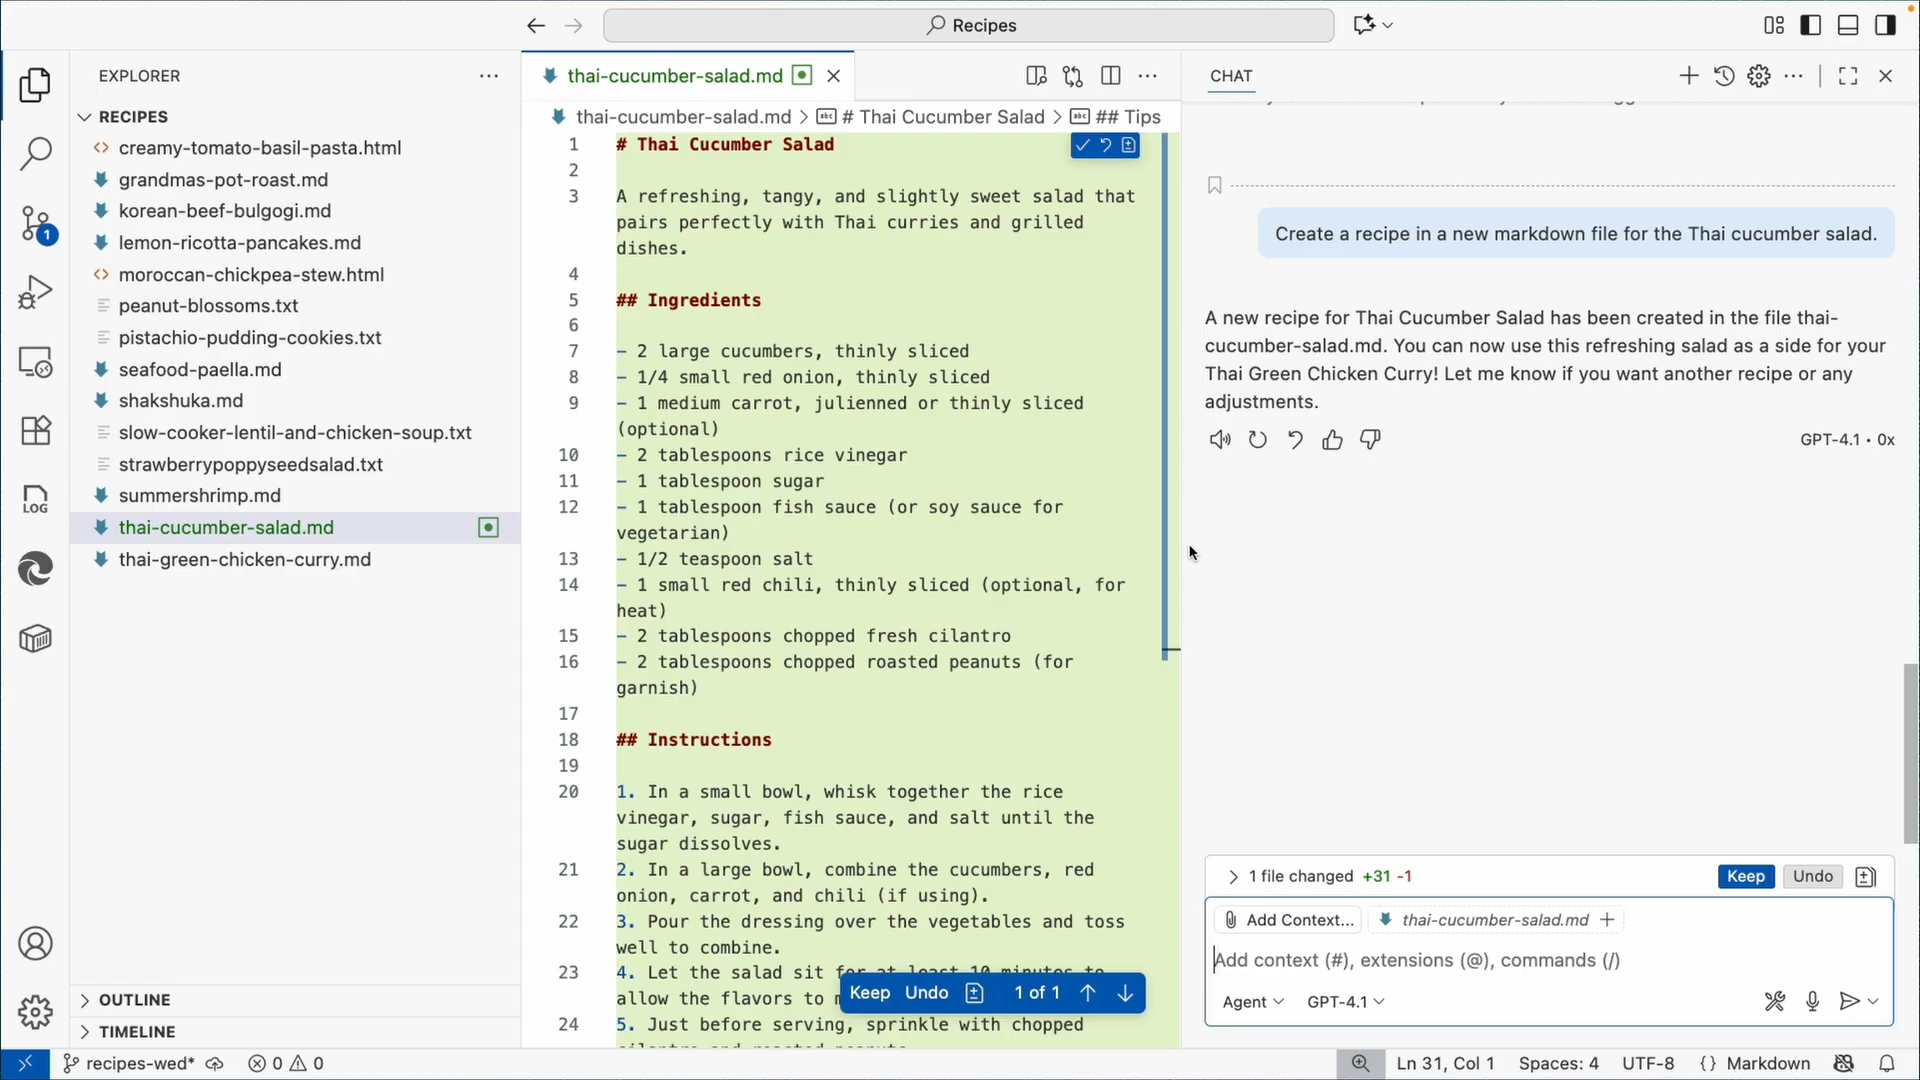 Recipes
EXPLORER
RECIPES
creamy-tomato-basil-pasta.html
grandmas-pot-roast.md
korean-beef-bulgogi.md
lemon-ricotta-pancakes.md
moroccan-chickpea-stew.html
peanut-blossoms.txt
pistachio-pudding-cookies.txt
seafood-paella.md
shakshuka.md
slow-cooker-lentil-and-chicken-soup.txt
strawberrypoppyseedsalad.txt
summershrimp.md
thai-cucumber-salad.md
thai-green-chicken-curry.md
OUTLINE
TIMELINE
1
LOG
thai-cucumber-salad.md
thai-cucumber-salad.md > # Thai Cucumber Salad > ## Tips
1 # Thai Cucumber Salad
2
3 A refreshing, tangy, and slightly sweet salad that
pairs perfectly with Thai curries and grilled
dishes.
4
5 ## Ingredients
6
7 - 2 large cucumbers, thinly sliced
8 - 1/4 small red onion, thinly sliced
9 - 1 medium carrot, julienned or thinly sliced
(optional)
10 - 2 tablespoons rice vinegar
11 - 1 tablespoon sugar
12 - 1 tablespoon fish sauce (or soy sauce for
vegetarian)
13 - 1/2 teaspoon salt
14 - 1 small red chili, thinly sliced (optional, for
heat)
15 - 2 tablespoons chopped fresh cilantro
16 - 2 tablespoons chopped roasted peanuts (for
garnish)
17
18 ## Instructions
19
20 1. In a small bowl, whisk together the rice
vinegar, sugar, fish sauce, and salt until the
sugar dissolves.
21 2. In a large bowl, combine the cucumbers, red
onion, carrot, and chili (if using).
22 3. Pour the dressing over the vegetables and toss
well to combine.
23 4. Let the salad sit for at least 10 minutes to
allow the flavors to
Keep Undo 1 of 1
24 5. Just before serving, sprinkle with chopped
CHAT
Create a recipe in a new markdown file for the Thai cucumber salad.
A new recipe for Thai Cucumber Salad has been created in the file thai-
cucumber-salad.md. You can now use this refreshing salad as a side for your
Thai Green Chicken Curry! Let me know if you want another recipe or any
adjustments.
GPT-4.1 • 0x
1 file changed +31 -1
Keep Undo
Add Context... thai-cucumber-salad.md
Add context (#), extensions (@), commands (/)
Agent GPT-4.1
recipes-wed* 0 0
Ln 31, Col 1 Spaces: 4 UTF-8 {} Markdown